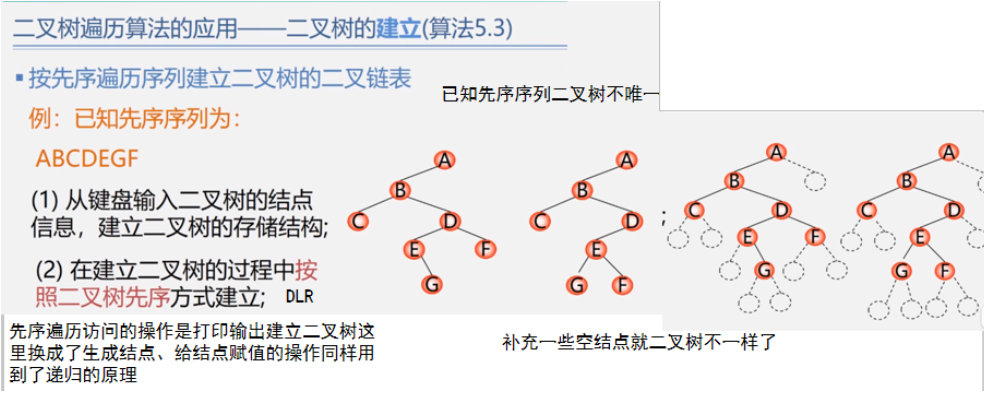 二叉树遍历算法的应用——二叉树的建立(算法5.3)
▪按先序遍历序列建立二叉树的二叉链表
已知先序序列二叉树不唯一
例：已知先序序列为：
ABCDEGF
(1) 从键盘输入二叉树的结点
信息，建立二叉树的存储结构;
(2) 在建立二叉树的过程中按
照二叉树先序方式建立; DLR
A
B
C D
E F
G
A
B
C D
E
G F
;
A
B
C D
E F
G
A
B
C D
E
G F
先序遍历访问的操作是打印输出建立二叉树这
里换成了生成结点、给结点赋值的操作同样用
到了递归的原理
补充一些空结点就二叉树不一样了